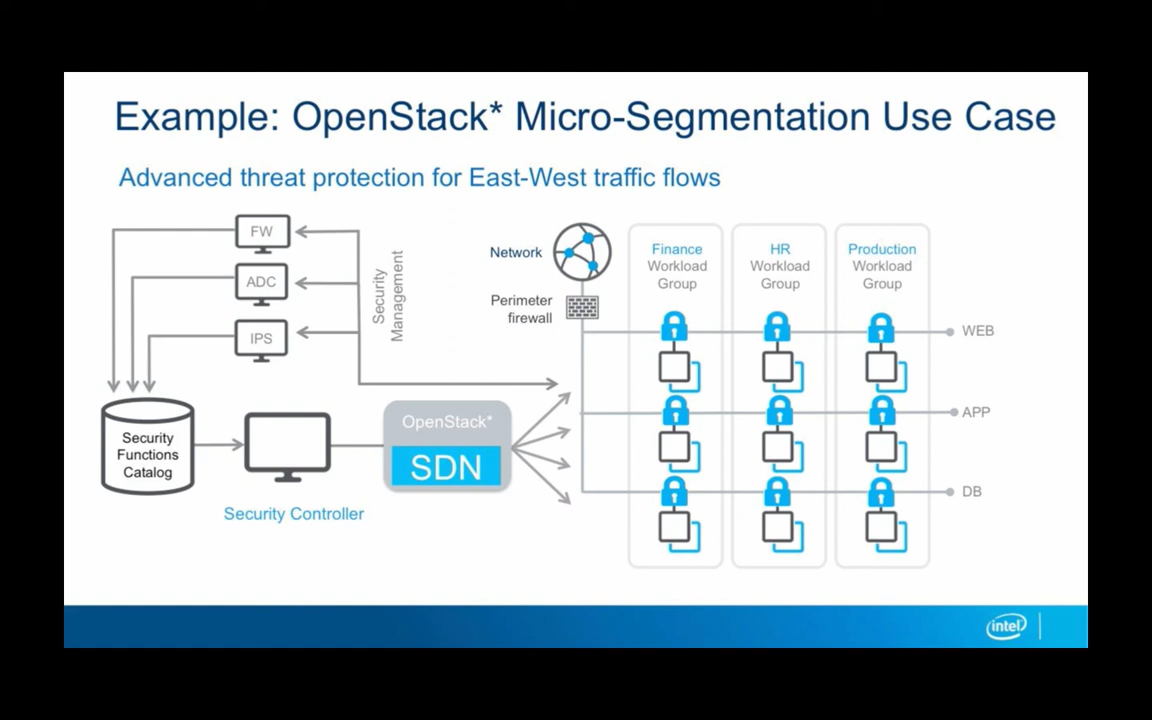 Example: OpenStack* Micro-Segmentation Use Case
Advanced threat protection for East-West traffic flows
FW
ADC
IPS
Security
Management
Security
Functions
Catalog
Security Controller
OpenStack*
SDN
Network
Perimeter
firewall
Finance
Workload
Group
HR
Workload
Group
Production
Workload
Group
WEB
APP
DB
intel